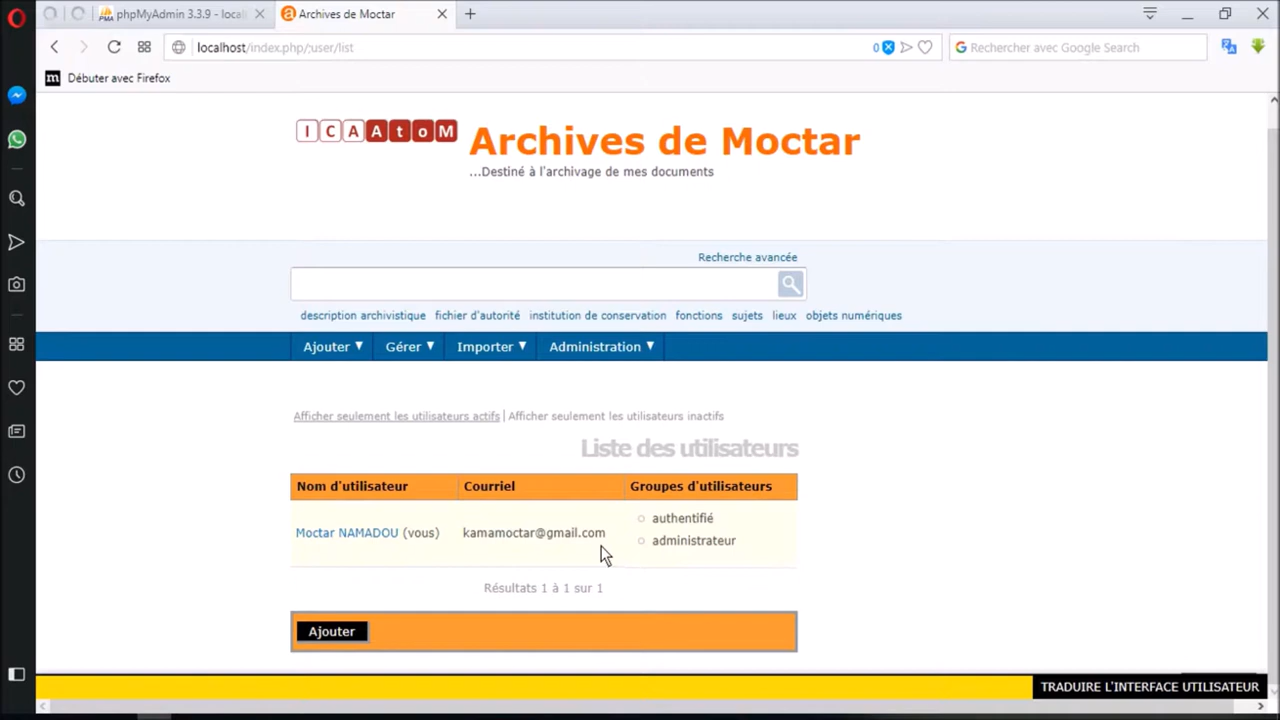 phpMyAdmin 3.3.9 - local
Archives de Moctar
localhost/index.php/;user/list
0
Rechercher avec Google Search
m
Débuter avec Firefox
ICAAtoM
Archives de Moctar
...Destiné à l'archivage de mes documents
Recherche avancée
description archivistique fichier d'autorité institution de conservation fonctions sujets lieux objets numériques
Ajouter Gérer Importer Administration
Afficher seulement les utilisateurs actifs | Afficher seulement les utilisateurs inactifs
Liste des utilisateurs
Nom d'utilisateur Courriel Groupes d'utilisateurs
Moctar NAMADOU (vous) kamamoctar@gmail.com
authentifié
administrateur
Résultats 1 à 1 sur 1
Ajouter
TRADUIRE L'INTERFACE UTILISATEUR